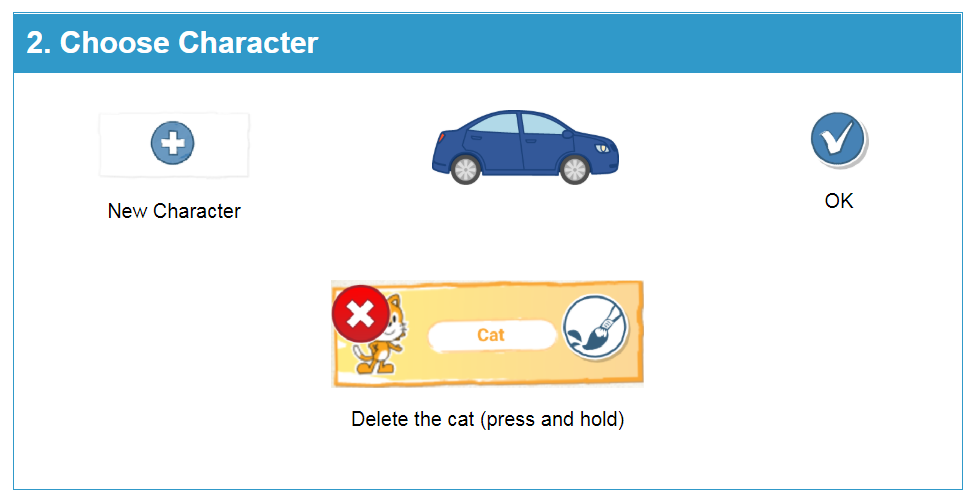 2. Choose Character
New Character
OK
Cat
Delete the cat (press and hold)